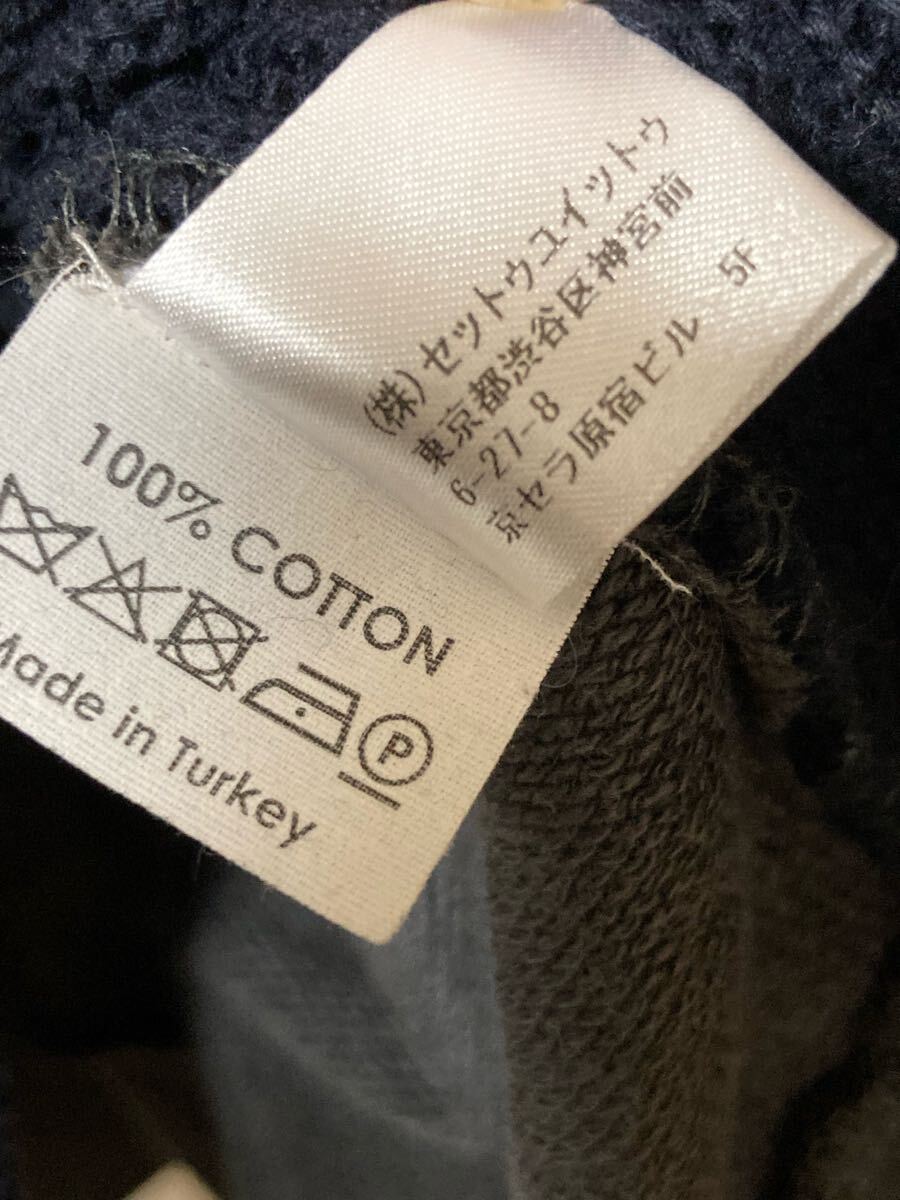 (株)セットウユイットゥ
東京都渋谷区神宮前
6-27-8
京セラ原宿ビル 5F
100% COTTON
P
Made in Turkey